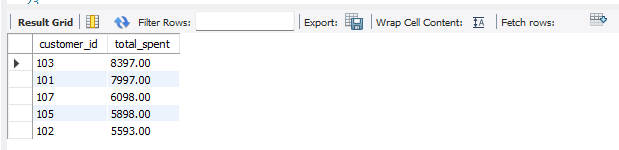 Result Grid Filter Rows: Export: Wrap Cell Content: Fetch rows:
customer_id total_spent
103 8397.00
101 7997.00
107 6098.00
105 5898.00
102 5593.00